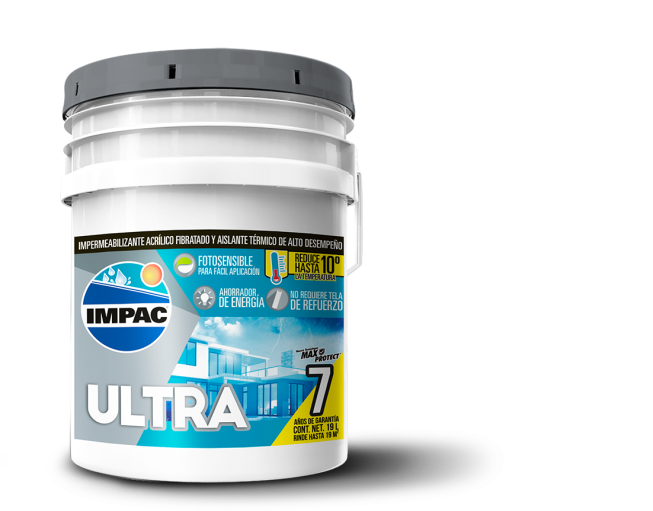 IMPERMEABILIZANTE ACRÍLICO FIBRATADO Y AISLANTE TÉRMICO DE ALTO DESEMPEÑO
FOTOSENSIBLE
PARA FÁCIL APLICACIÓN
REDUCE
HASTA 10°
LA TEMPERATURA
AHORRADOR
DE ENERGÍA
NO REQUIERE TELA
DE REFUERZO
IMPAC
MAX PROTECT
ULTRA
7
AÑOS DE GARANTÍA
CONT. NET. 19 L
RINDE HASTA 19 M²